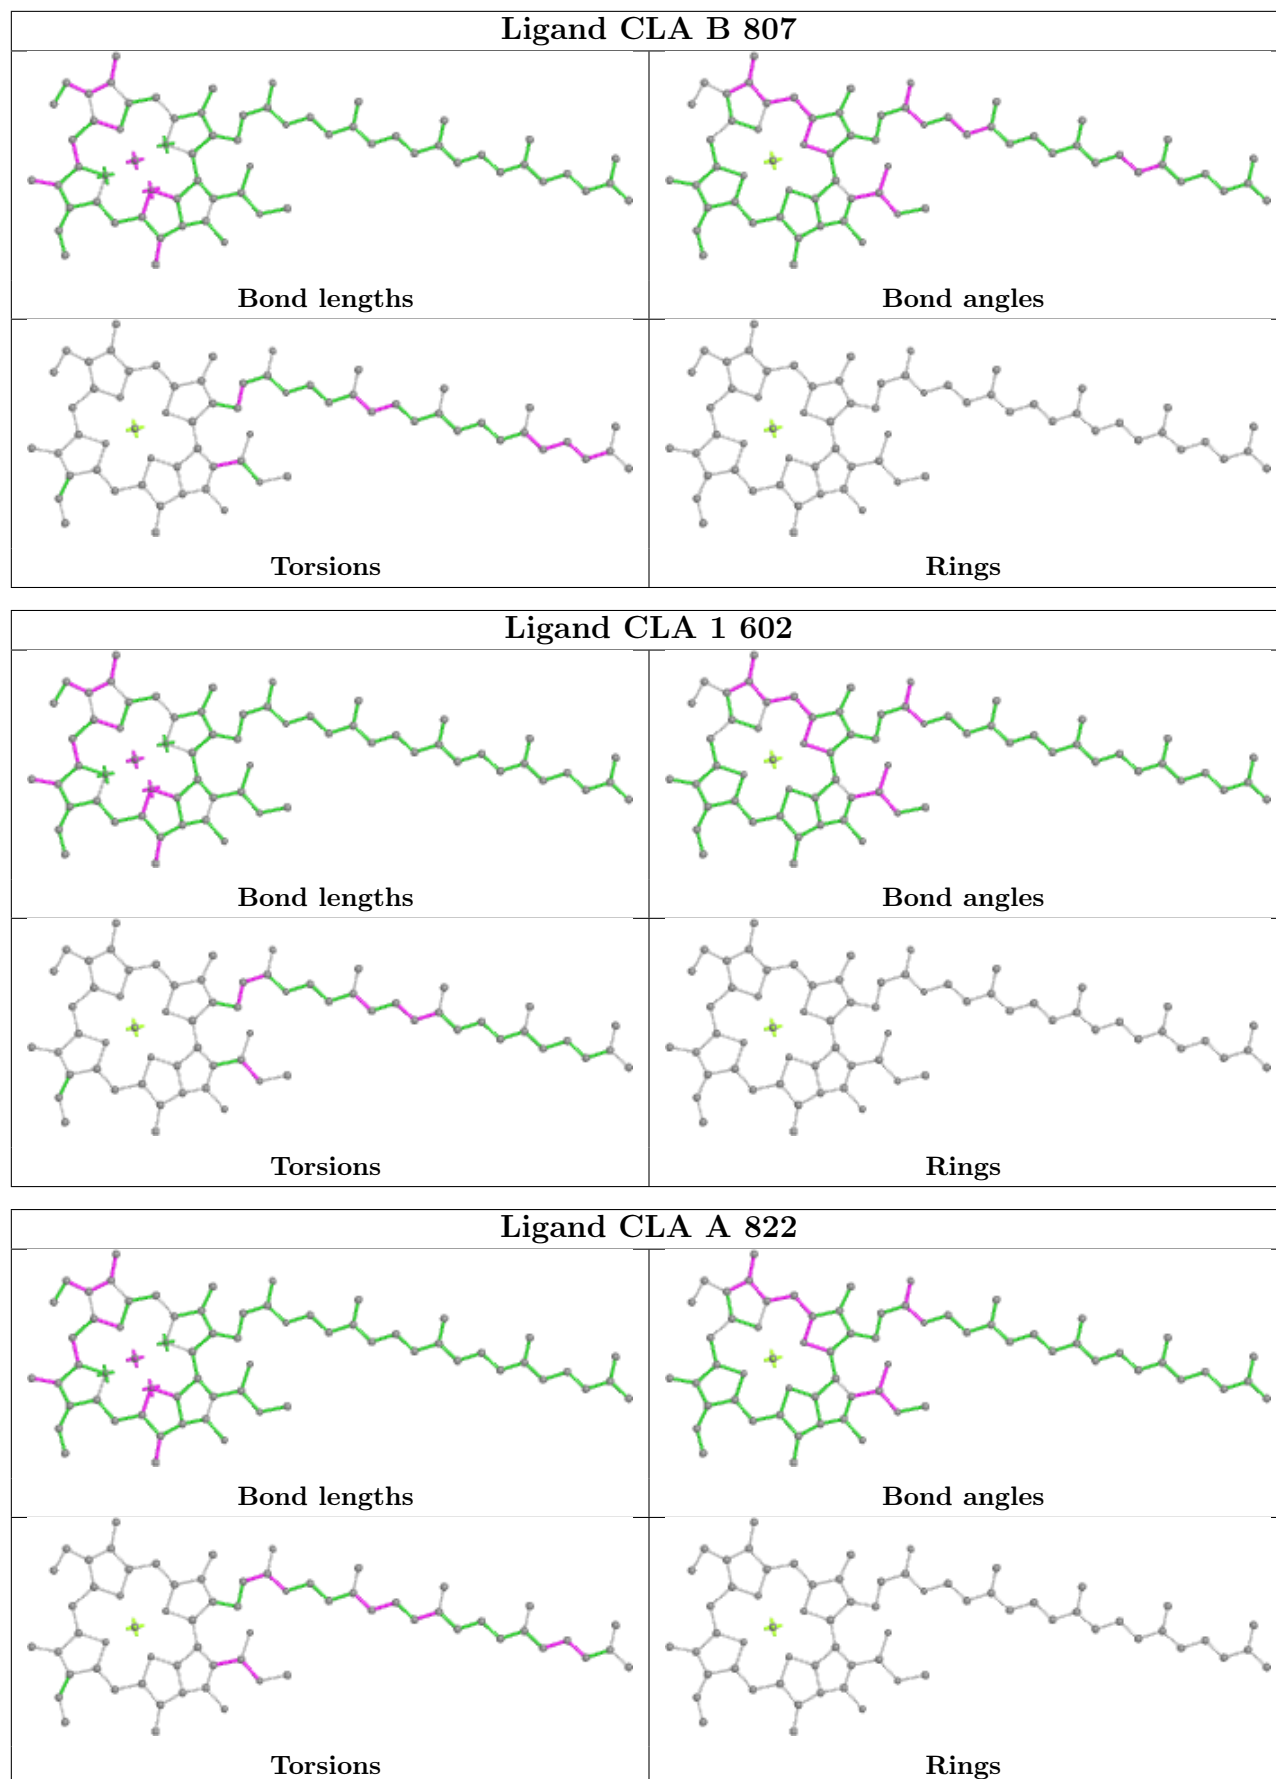 Ligand CLA B 807
Bond lengths
Bond angles
Torsions
Rings
Ligand CLA 1 602
Bond lengths
Bond angles
Torsions
Rings
Ligand CLA A 822
Bond lengths
Bond angles
Torsions
Rings